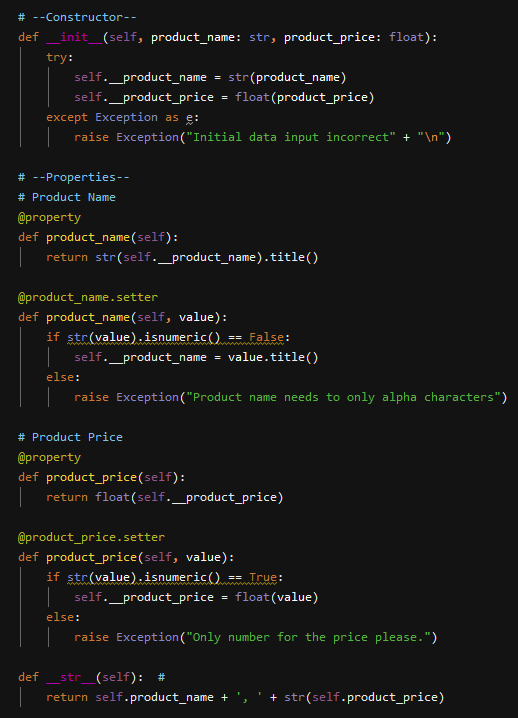 # --Constructor--
def __init__(self, product_name: str, product_price: float):
    try:
        self.__product_name = str(product_name)
        self.__product_price = float(product_price)
    except Exception as e:
        raise Exception("Initial data input incorrect" + "\n")

# --Properties--
# Product Name
@property
def product_name(self):
    return str(self.__product_name).title()

@product_name.setter
def product_name(self, value):
    if str(value).isnumeric() == False:
        self.__product_name = value.title()
    else:
        raise Exception("Product name needs to only alpha characters")

# Product Price
@property
def product_price(self):
    return float(self.__product_price)

@product_price.setter
def product_price(self, value):
    if str(value).isnumeric() == True:
        self.__product_price = float(value)
    else:
        raise Exception("Only number for the price please.")

def __str__(self):  #
    return self.product_name + ', ' + str(self.product_price)